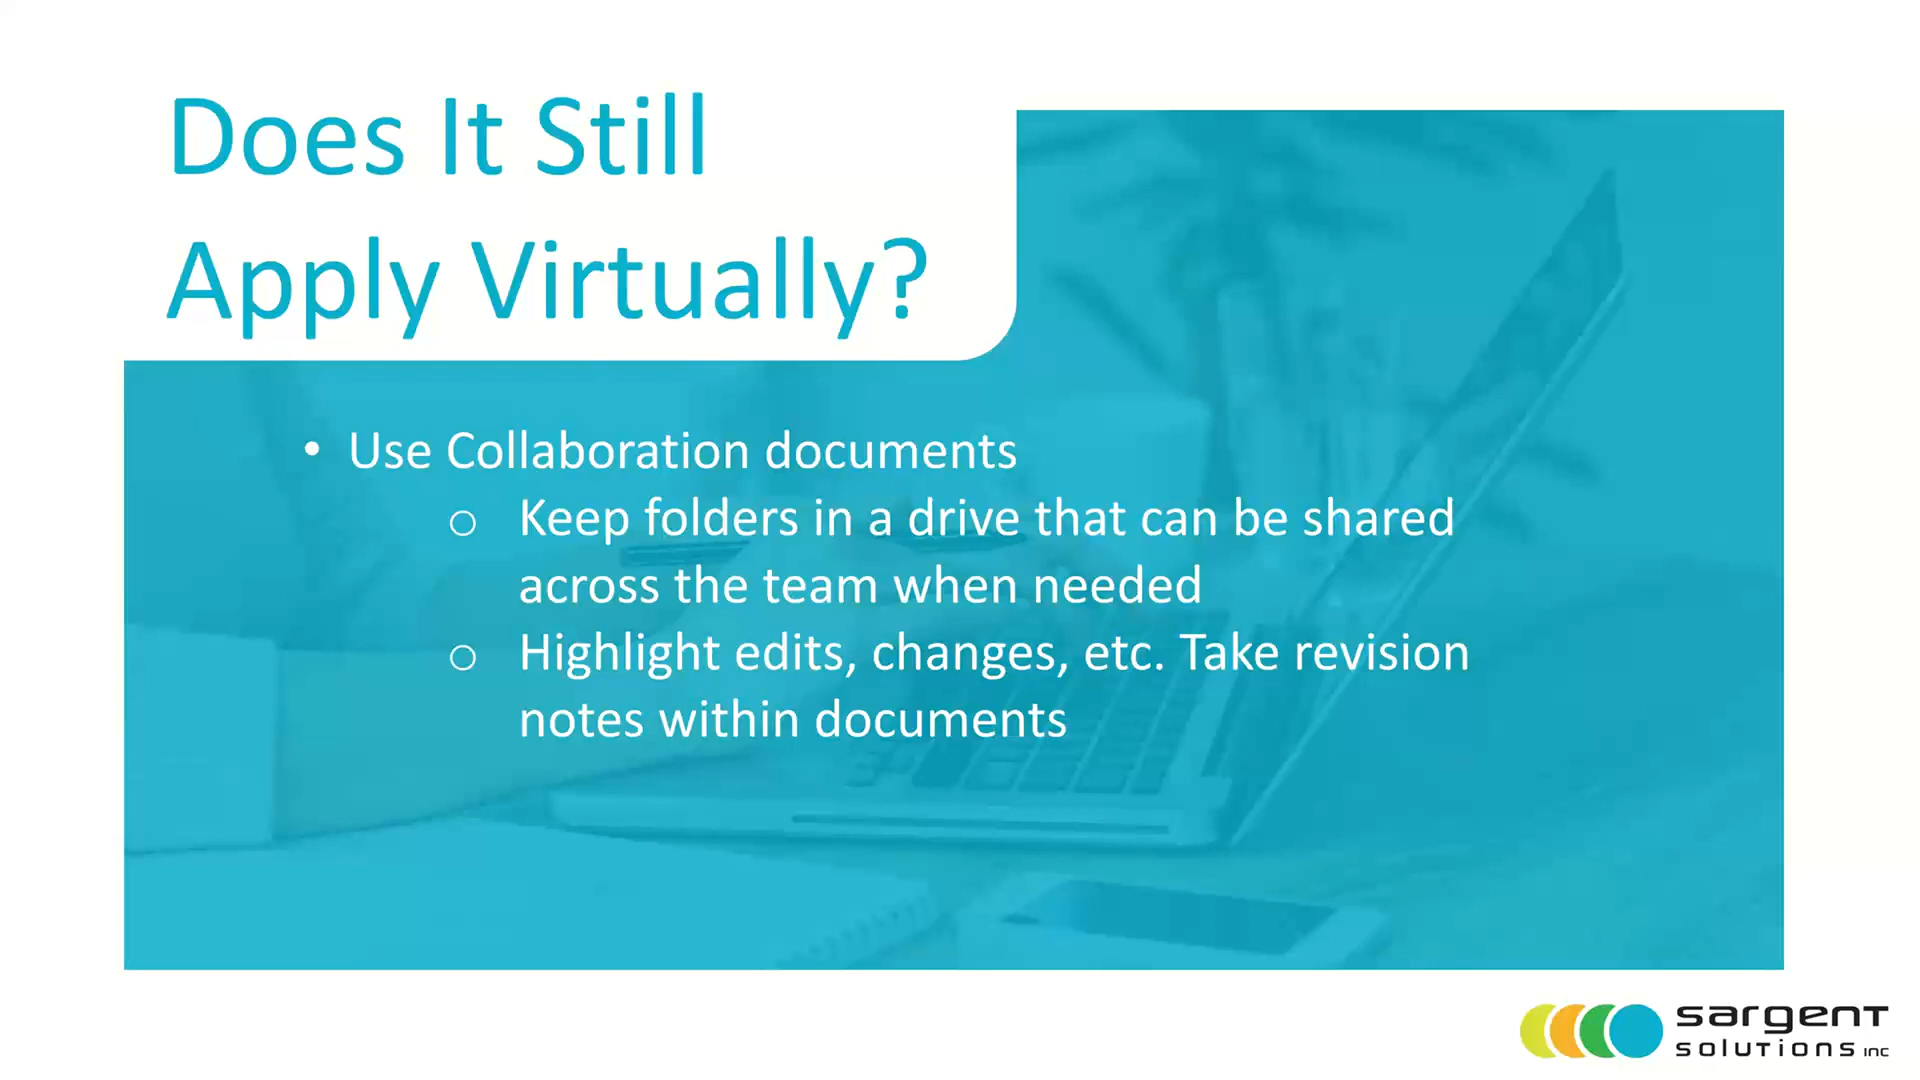 Does It Still
Apply Virtually?
• Use Collaboration documents
o Keep folders in a drive that can be shared
across the team when needed
o Highlight edits, changes, etc. Take revision
notes within documents
sargent
solutions inc